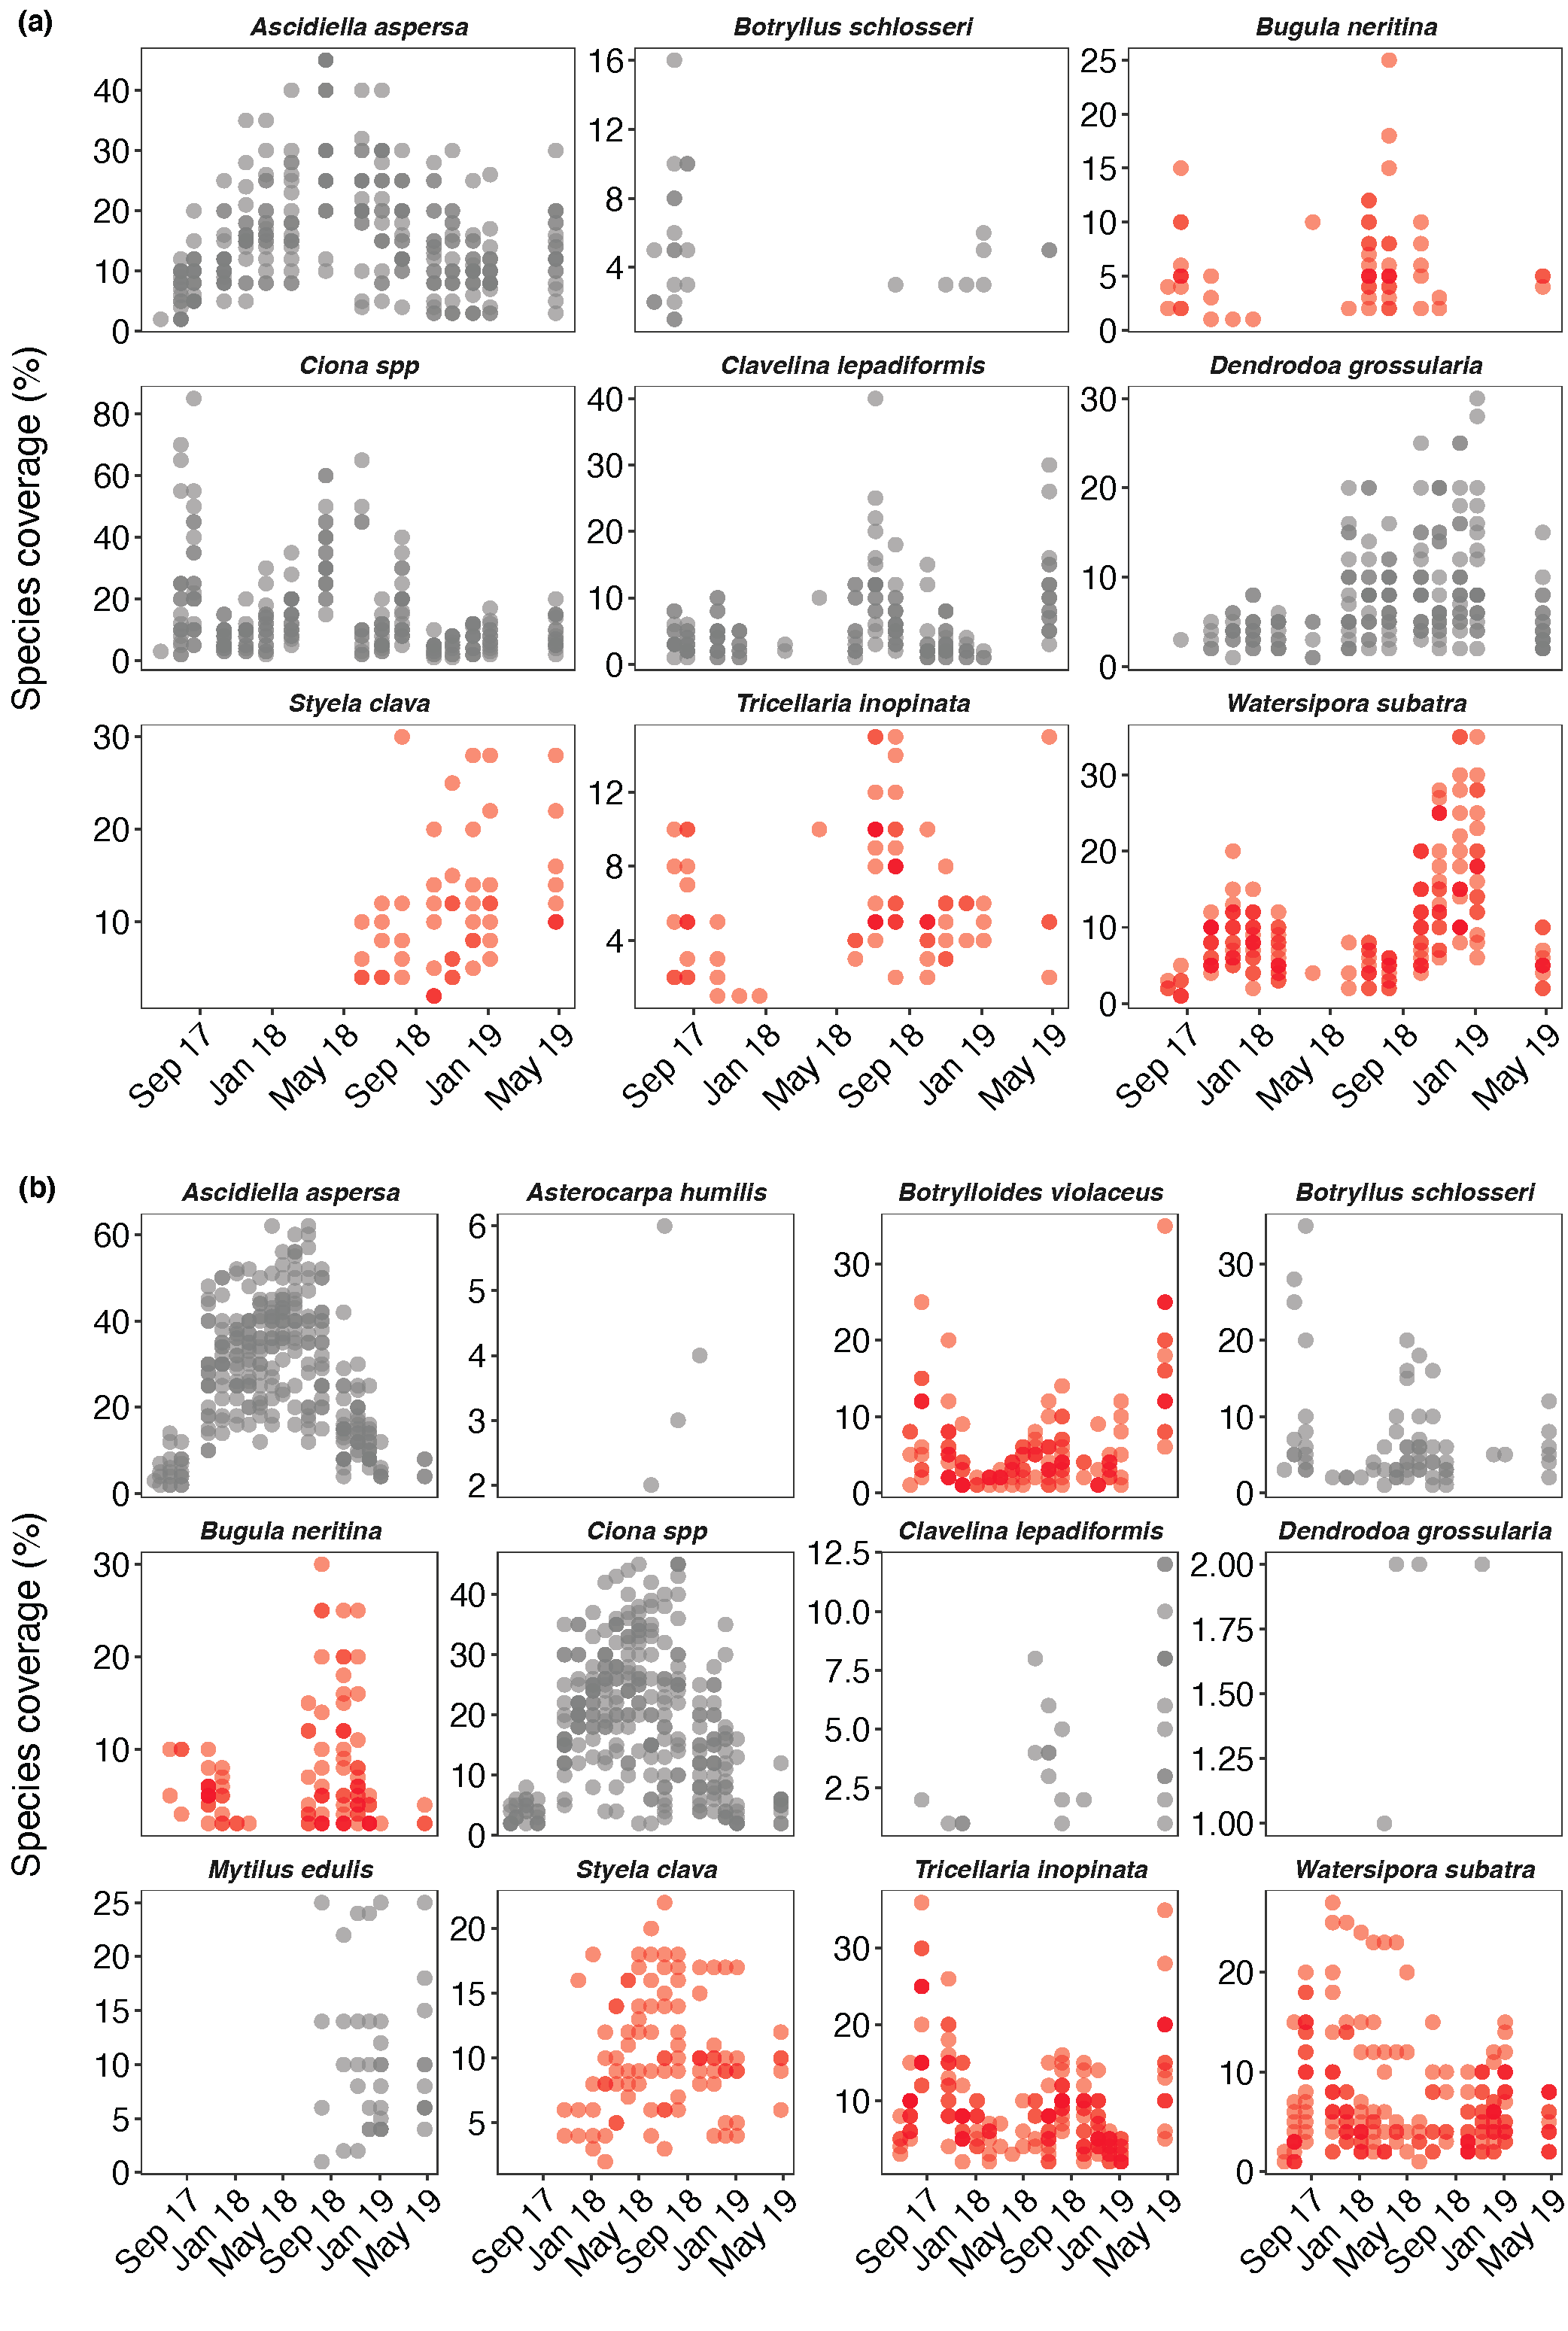 (a)
Ascidiella aspersa
Botryllus schlosseri
Bugula neritina
40
30
20
10
0
16
12
8
4
25
20
15
10
5
0
Species coverage (%)
Ciona spp
Clavelina lepadiformis
Dendrodoa grossularia
80
60
40
20
0
40
30
20
10
0
30
20
10
0
Styela clava
Tricellaria inopinata
Watersipora subatra
30
20
10
12
8
4
30
20
10
0
Sep 17 Jan 18 May 18 Sep 18 Jan 19 May 19
Sep 17 Jan 18 May 18 Sep 18 Jan 19 May 19
Sep 17 Jan 18 May 18 Sep 18 Jan 19 May 19
(b)
Ascidiella aspersa
Asterocarpa humilis
Botrylloides violaceus
Botryllus schlosseri
60
40
20
0
6
5
4
3
2
30
20
10
0
30
20
10
0
Species coverage (%)
Bugula neritina
Ciona spp
Clavelina lepadiformis
Dendrodoa grossularia
30
20
10
40
30
20
10
0
12.5
10.0
7.5
5.0
2.5
2.00
1.75
1.50
1.25
1.00
Mytilus edulis
Styela clava
Tricellaria inopinata
Watersipora subatra
25
20
15
10
5
0
20
15
10
5
30
20
10
20
10
0
Sep 17 Jan 18 May 18 Sep 18 Jan 19 May 19
Sep 17 Jan 18 May 18 Sep 18 Jan 19 May 19
Sep 17 Jan 18 May 18 Sep 18 Jan 19 May 19
Sep 17 Jan 18 May 18 Sep 18 Jan 19 May 19